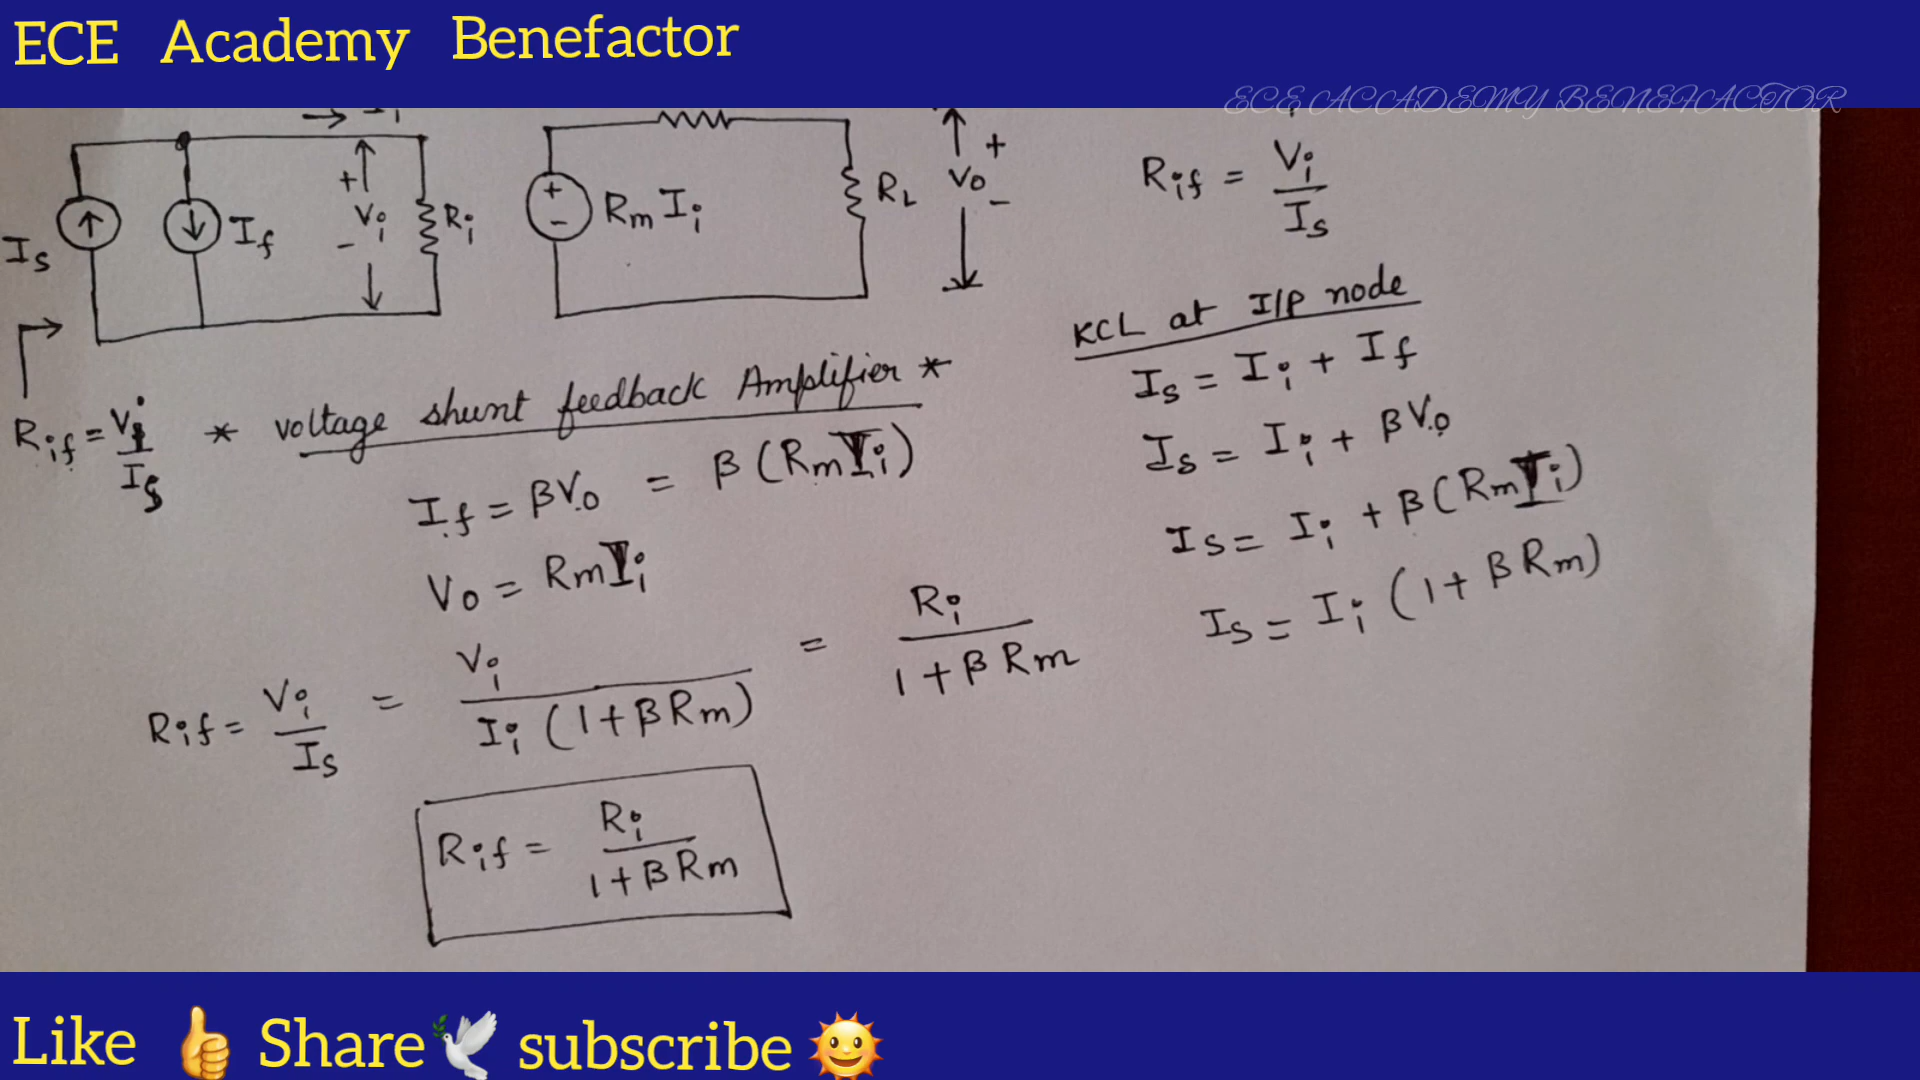 ECE Academy Benefactor
ECE ACCADEMY BENEFACTOR
Is
If
+ Vi -
Ri
+ -
Rm Ii
RL
+ Vo -
Rif = Vi / Is
KCL at I/P node
Is = Ii + If
Is = Ii + βVo
Is = Ii + β(RmIi)
Is = Ii (1+βRm)
Rif = Vi / Is
* voltage shunt feedback Amplifier *
If = βVo = β(RmIi)
Vo = RmIi
Rif = Vi / Is = Vi / Ii (1+βRm) = Ri / 1+βRm
Rif = Ri / 1+βRm
Like 👍 Share 🕊 subscribe 🌞